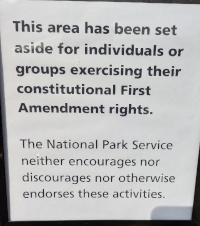 This area has been set
aside for individuals or
groups exercising their
constitutional First
Amendment rights.
The National Park Service
neither encourages nor
discourages nor otherwise
endorses these activities.